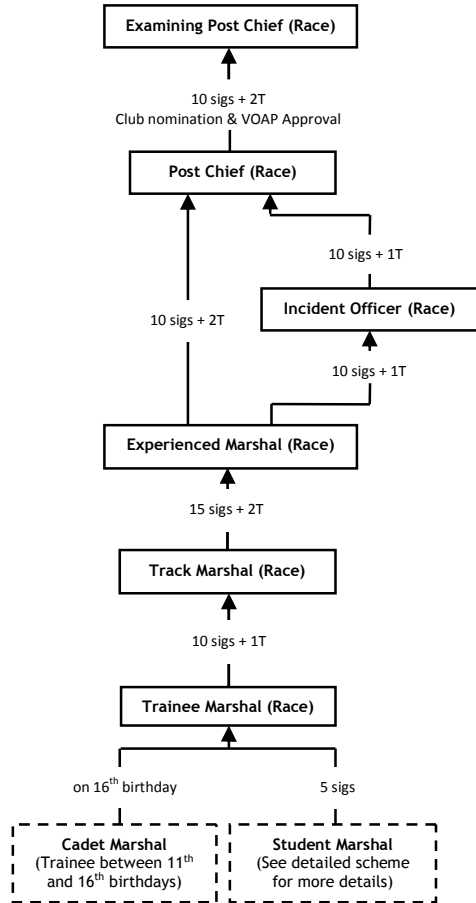 Examining Post Chief (Race)
10 sigs + 2T
Club nomination & VOAP Approval
Post Chief (Race)
10 sigs + 1T
10 sigs + 2T
Incident Officer (Race)
10 sigs + 1T
Experienced Marshal (Race)
15 sigs + 2T
Track Marshal (Race)
10 sigs + 1T
Trainee Marshal (Race)
on 16th birthday
5 sigs
Cadet Marshal
(Trainee between 11th
and 16th birthdays)
Student Marshal
(See detailed scheme
for more details)